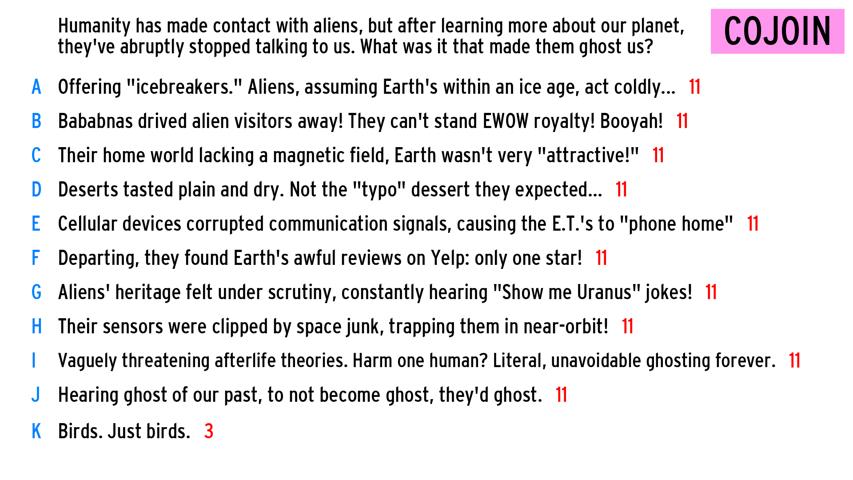 Humanity has made contact with aliens, but after learning more about our planet,
they've abruptly stopped talking to us. What was it that made them ghost us?
COJOIN
A Offering "icebreakers." Aliens, assuming Earth's within an ice age, act coldly... 11
B Bababnas drived alien visitors away! They can't stand EWOW royalty! Booyah! 11
C Their home world lacking a magnetic field, Earth wasn't very "attractive!" 11
D Deserts tasted plain and dry. Not the "typo" dessert they expected... 11
E Cellular devices corrupted communication signals, causing the E.T.'s to "phone home" 11
F Departing, they found Earth's awful reviews on Yelp: only one star! 11
G Aliens' heritage felt under scrutiny, constantly hearing "Show me Uranus" jokes! 11
H Their sensors were clipped by space junk, trapping them in near-orbit! 11
I Vaguely threatening afterlife theories. Harm one human? Literal, unavoidable ghosting forever. 11
J Hearing ghost of our past, to not become ghost, they'd ghost. 11
K Birds. Just birds. 3